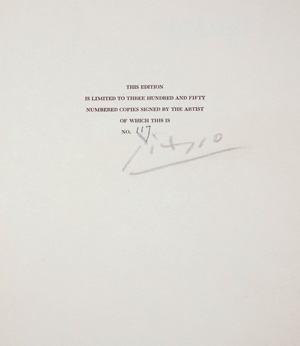 THIS EDITION
IS LIMITED TO THREE HUNDRED AND FIFTY
NUMBERED COPIES SIGNED BY THE ARTIST
OF WHICH THIS IS
NO. 117
Picasso